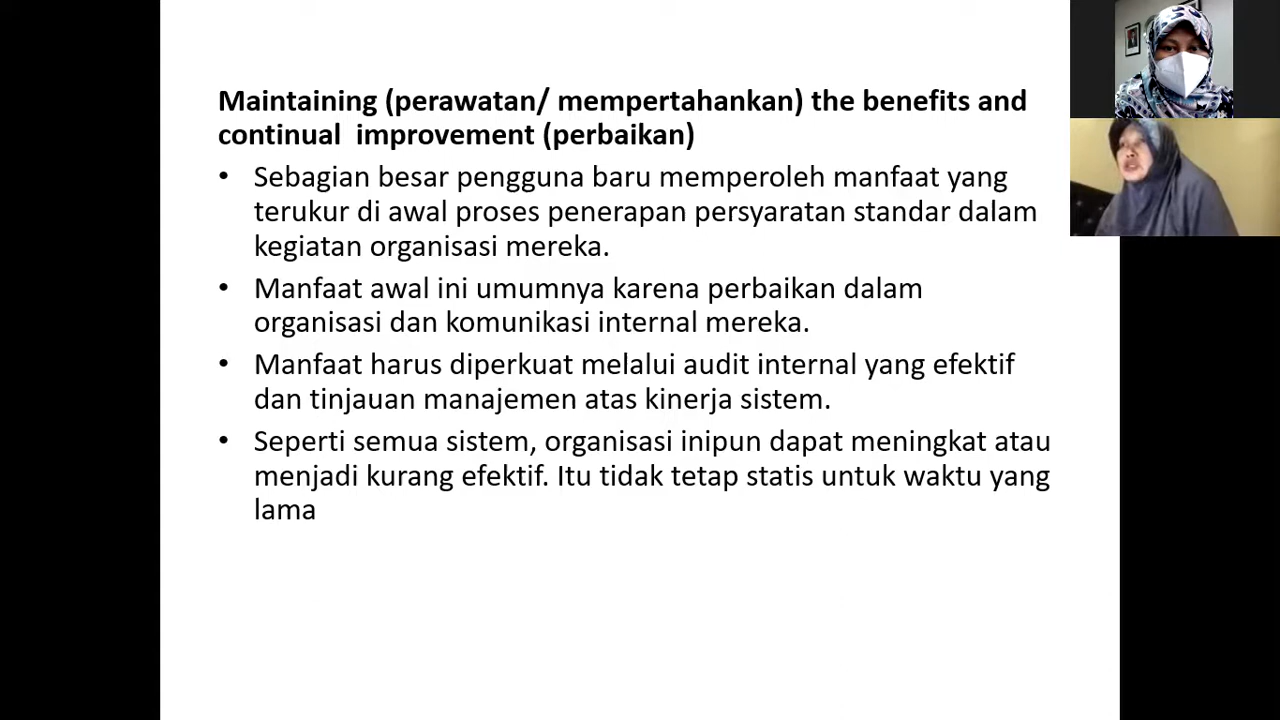 Maintaining (perawatan/ mempertahankan) the benefits and
continual  improvement (perbaikan)
• Sebagian besar pengguna baru memperoleh manfaat yang
terukur di awal proses penerapan persyaratan standar dalam
kegiatan organisasi mereka.
• Manfaat awal ini umumnya karena perbaikan dalam
organisasi dan komunikasi internal mereka.
• Manfaat harus diperkuat melalui audit internal yang efektif
dan tinjauan manajemen atas kinerja sistem.
• Seperti semua sistem, organisasi inipun dapat meningkat atau
menjadi kurang efektif. Itu tidak tetap statis untuk waktu yang
lama